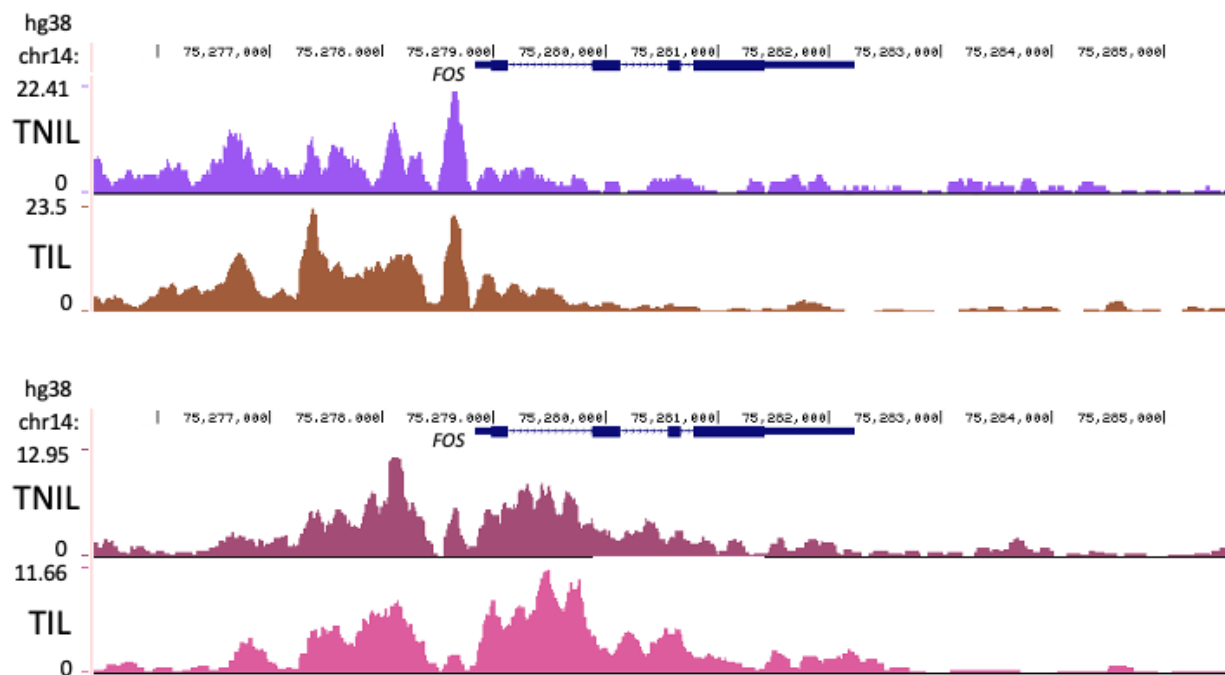 hg38
chr14: | 75,277,000| 75.278.000| 75.279.000| 75,280,000| 75,281,000| 75,282,000| 75,283,000| 75,284,000| 75,285,000|
FOS
22.41
TNIL
0
23.5
TIL
0
hg38
chr14: | 75,277,000| 75.278.000| 75.279.000| 75,280,000| 75,281,000| 75,282,000| 75,283,000| 75,284,000| 75,285,000|
FOS
12.95
TNIL
0
11.66
TIL
0